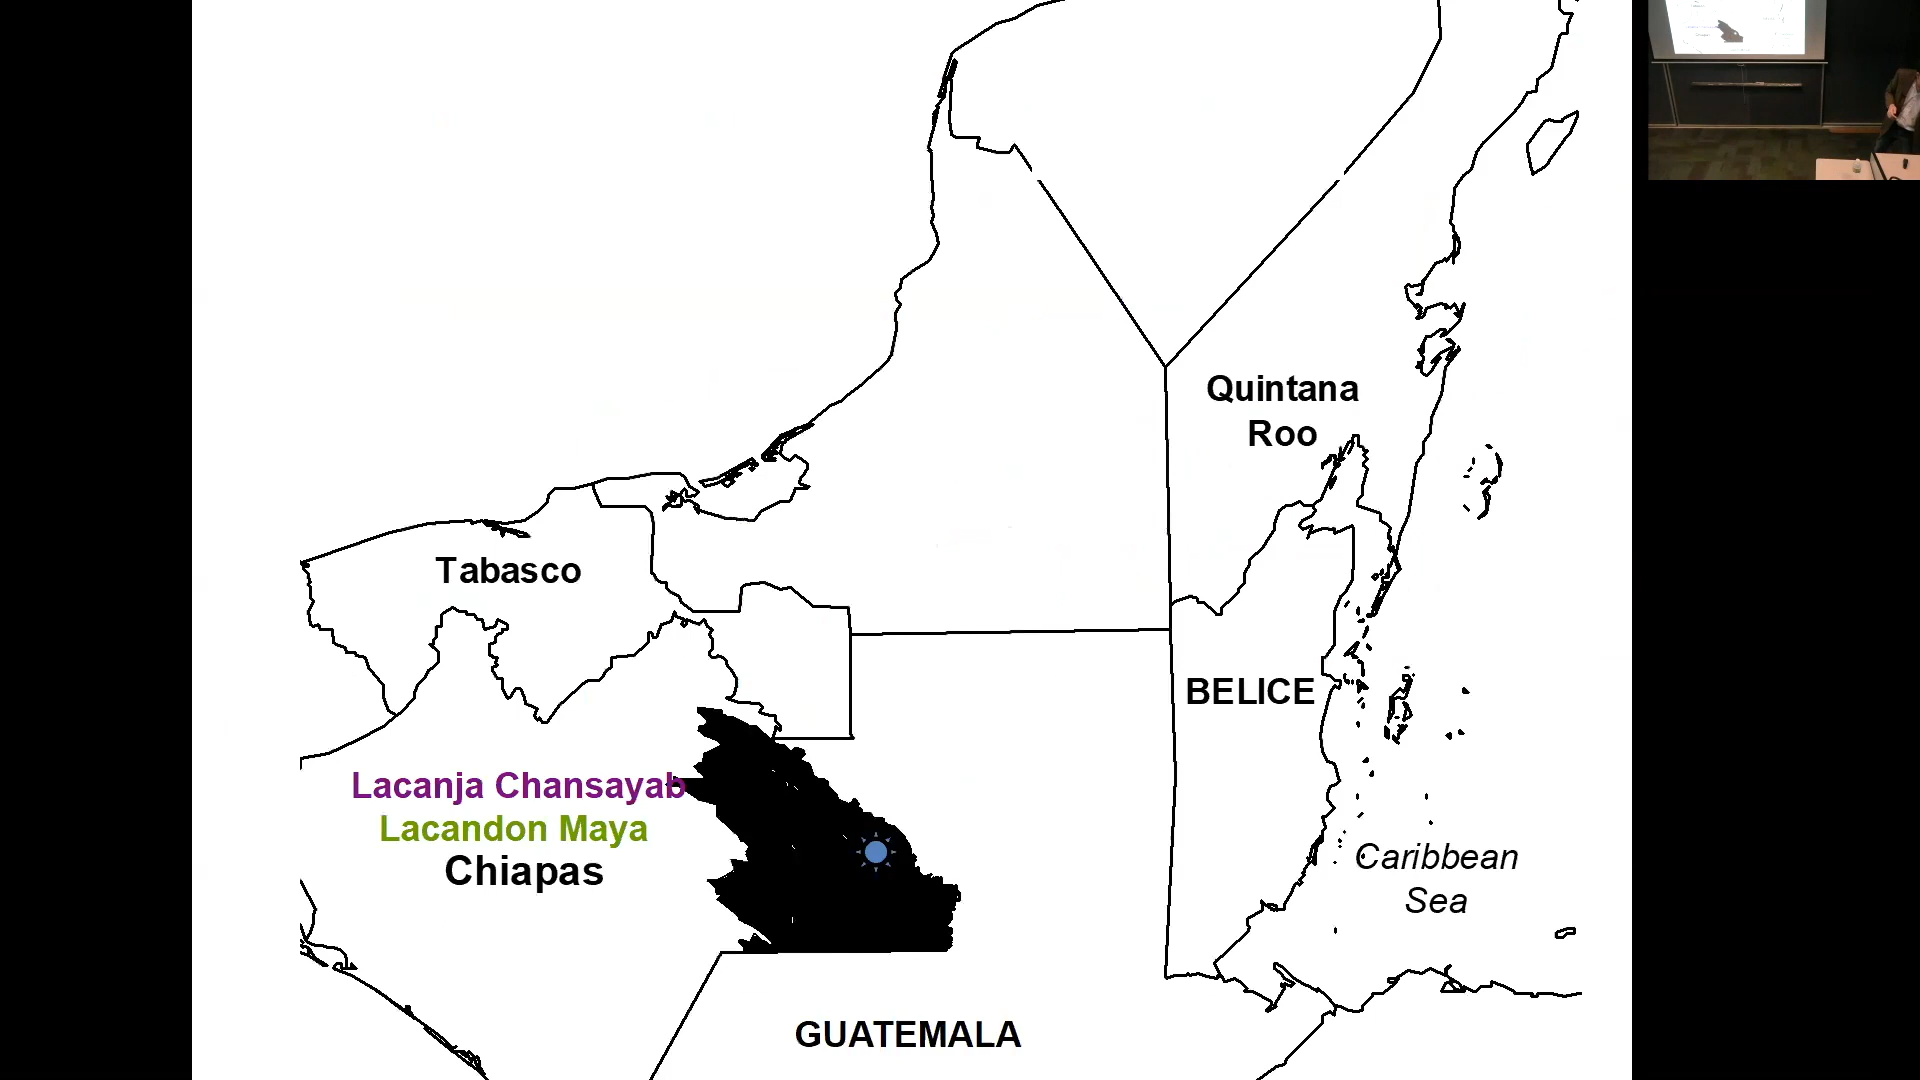 Quintana
Roo
Tabasco
BELICE
Lacanja Chansayab
Lacandon Maya
Chiapas
Caribbean
Sea
GUATEMALA